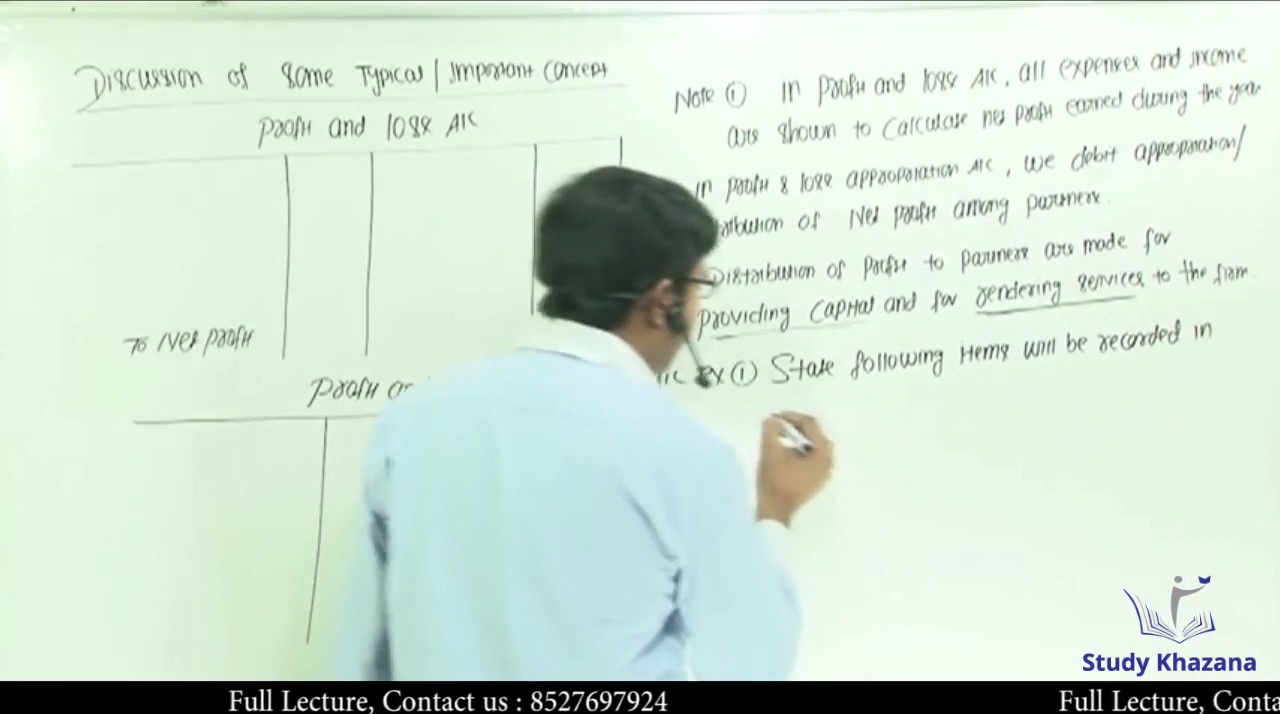 Discussion of Some Typical / Important Concept
Profit and loss A/C
To Net profit
Profit
Note ① In profit and loss A/C, all expenses and income
are shown to calculate net profit earned during the year
In profit & loss appropriation A/C, we debit appropriation/
of Net profit among partners.
Distribution of profit to partners are made for
providing capital and for rendering services to the firm.
Ex ① State following items will be recorded in
Study Khazana
Full Lecture, Contact us : 8527697924
Full Lecture,